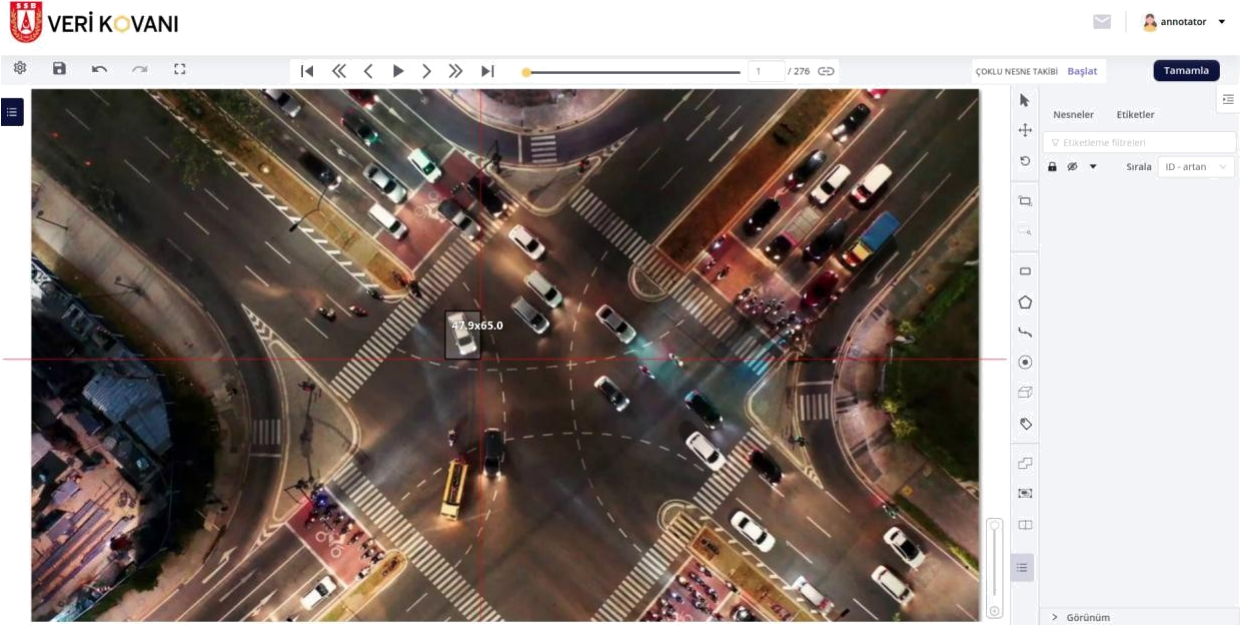 SSB
VERİ KOVANI
annotator
1 / 276
ÇOKLU NESNE TAKİBİ Başlat
Tamamla
Nesneler Etiketler
Etiketleme filtreleri
Sırala ID - artan
47.9x65.0
Görünüm